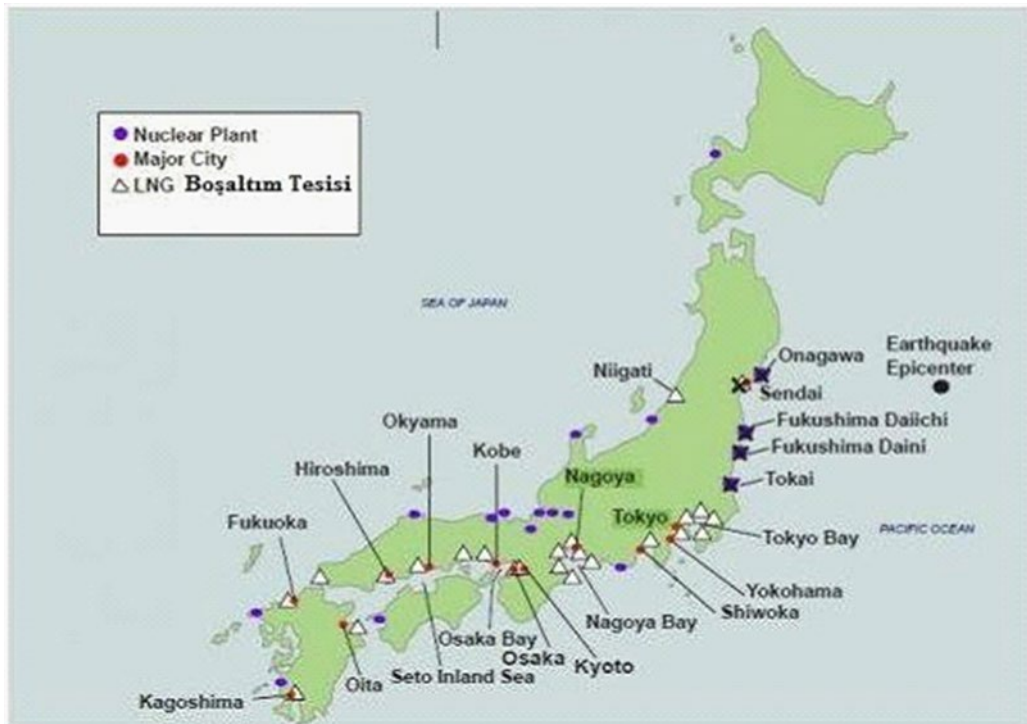 Nuclear Plant
Major City
LNG Boşaltım Tesisi
SEA OF JAPAN
Niigati
Onagawa
Earthquake
Epicenter
Sendai
Okyama
Fukushima Daiichi
Kobe
Fukushima Daini
Hiroshima
Nagoya
Tokai
Fukuoka
Tokyo
PACIFIC OCEAN
Tokyo Bay
Yokohama
Shiwoka
Nagoya Bay
Osaka Bay
Osaka
Kyoto
Seto Inland Sea
Oita
Kagoshima